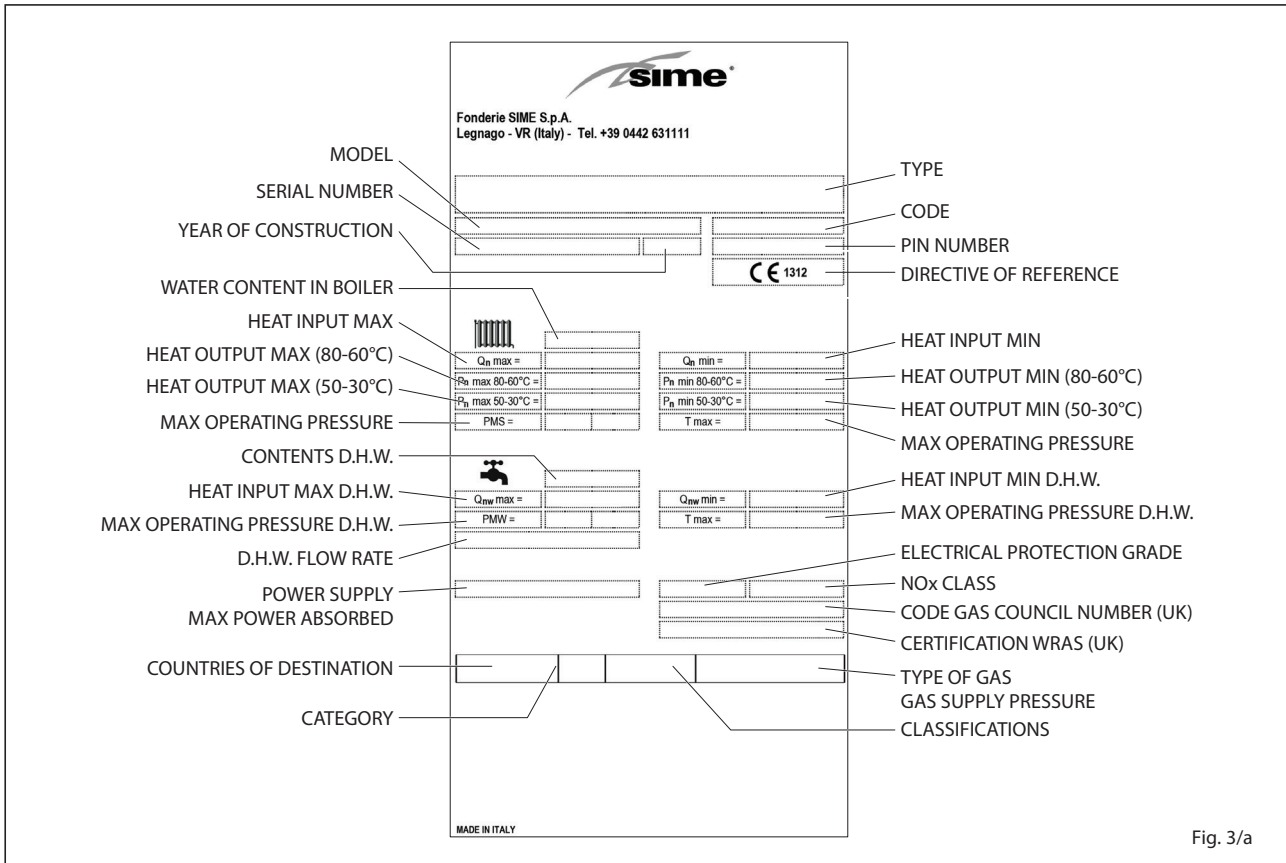 sime®
Fonderie SIME S.p.A.
Legnago - VR (Italy) - Tel. +39 0442 631111
MODEL
SERIAL NUMBER
YEAR OF CONSTRUCTION
TYPE
CODE
PIN NUMBER
CE 1312
DIRECTIVE OF REFERENCE
WATER CONTENT IN BOILER
HEAT INPUT MAX
HEAT OUTPUT MAX (80-60°C)
HEAT OUTPUT MAX (50-30°C)
MAX OPERATING PRESSURE
Qn max =
Pn max 80-60°C =
Pn max 50-30°C =
PMS =
Qn min =
Pn min 80-60°C =
Pn min 50-30°C =
T max =
HEAT INPUT MIN
HEAT OUTPUT MIN (80-60°C)
HEAT OUTPUT MIN (50-30°C)
MAX OPERATING PRESSURE
CONTENTS D.H.W.
HEAT INPUT MAX D.H.W.
MAX OPERATING PRESSURE D.H.W.
D.H.W. FLOW RATE
Qnw max =
PMW =
Qnw min =
T max =
HEAT INPUT MIN D.H.W.
MAX OPERATING PRESSURE D.H.W.
ELECTRICAL PROTECTION GRADE
NOx CLASS
CODE GAS COUNCIL NUMBER (UK)
CERTIFICATION WRAS (UK)
POWER SUPPLY
MAX POWER ABSORBED
COUNTRIES OF DESTINATION
CATEGORY
TYPE OF GAS
GAS SUPPLY PRESSURE
CLASSIFICATIONS
MADE IN ITALY
Fig. 3/a